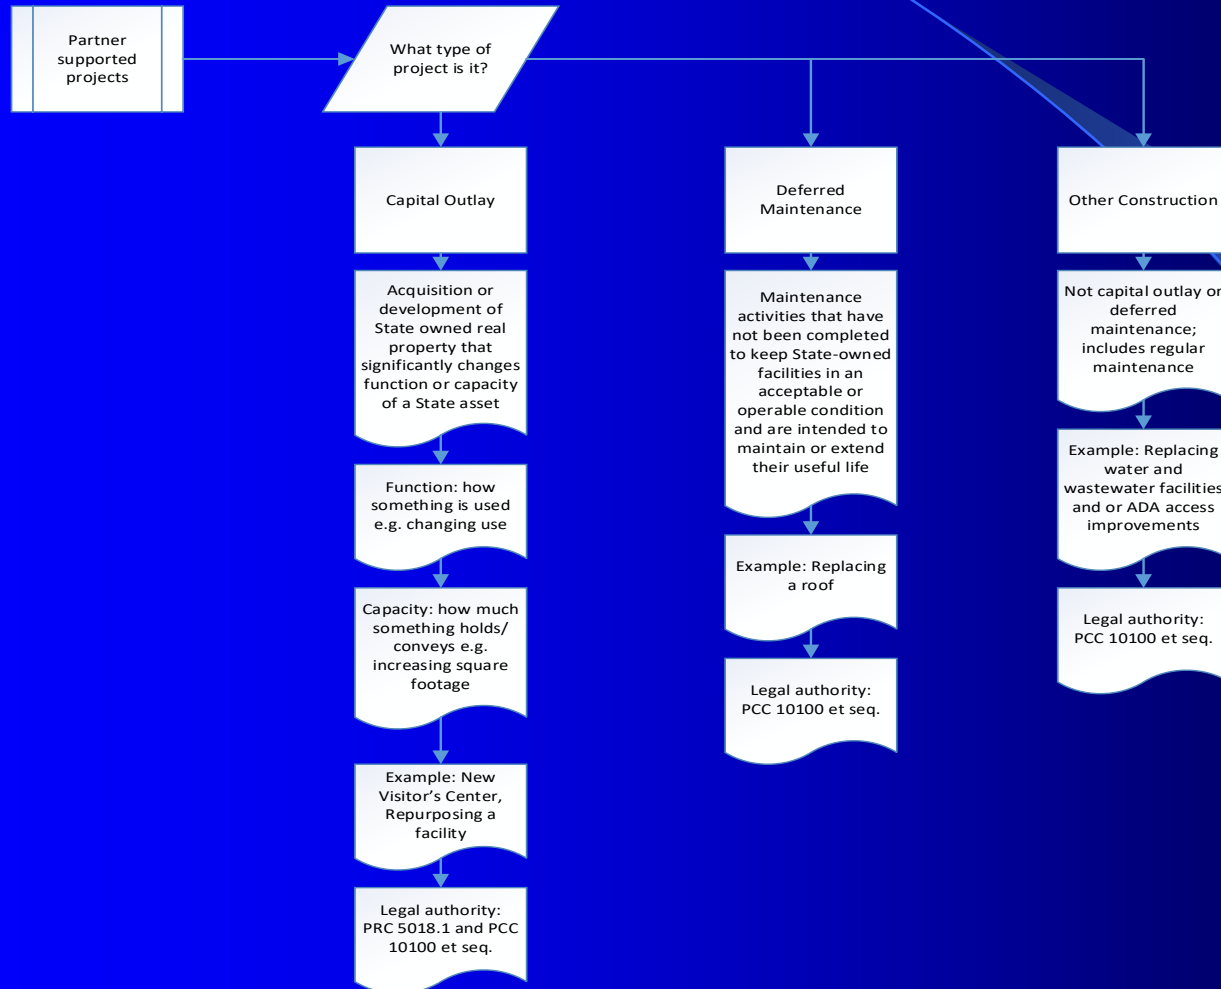 Partner
supported
projects
What type of
project is it?
Capital Outlay
Acquisition or
development of
State owned real
property that
significantly changes
function or capacity
of a State asset
Function: how
something is used
e.g. changing use
Capacity: how much
something holds/
conveys e.g.
increasing square
footage
Example: New
Visitor’s Center,
Repurposing a
facility
Legal authority:
PRC 5018.1 and PCC
10100 et seq.
Deferred
Maintenance
Maintenance
activities that have
not been completed
to keep State-owned
facilities in an
acceptable or
operable condition
and are intended to
maintain or extend
their useful life
Example: Replacing
a roof
Legal authority:
PCC 10100 et seq.
Other Construction
Not capital outlay or
deferred
maintenance;
includes regular
maintenance
Example: Replacing
water and
wastewater facilities
and or ADA access
improvements
Legal authority:
PCC 10100 et seq.